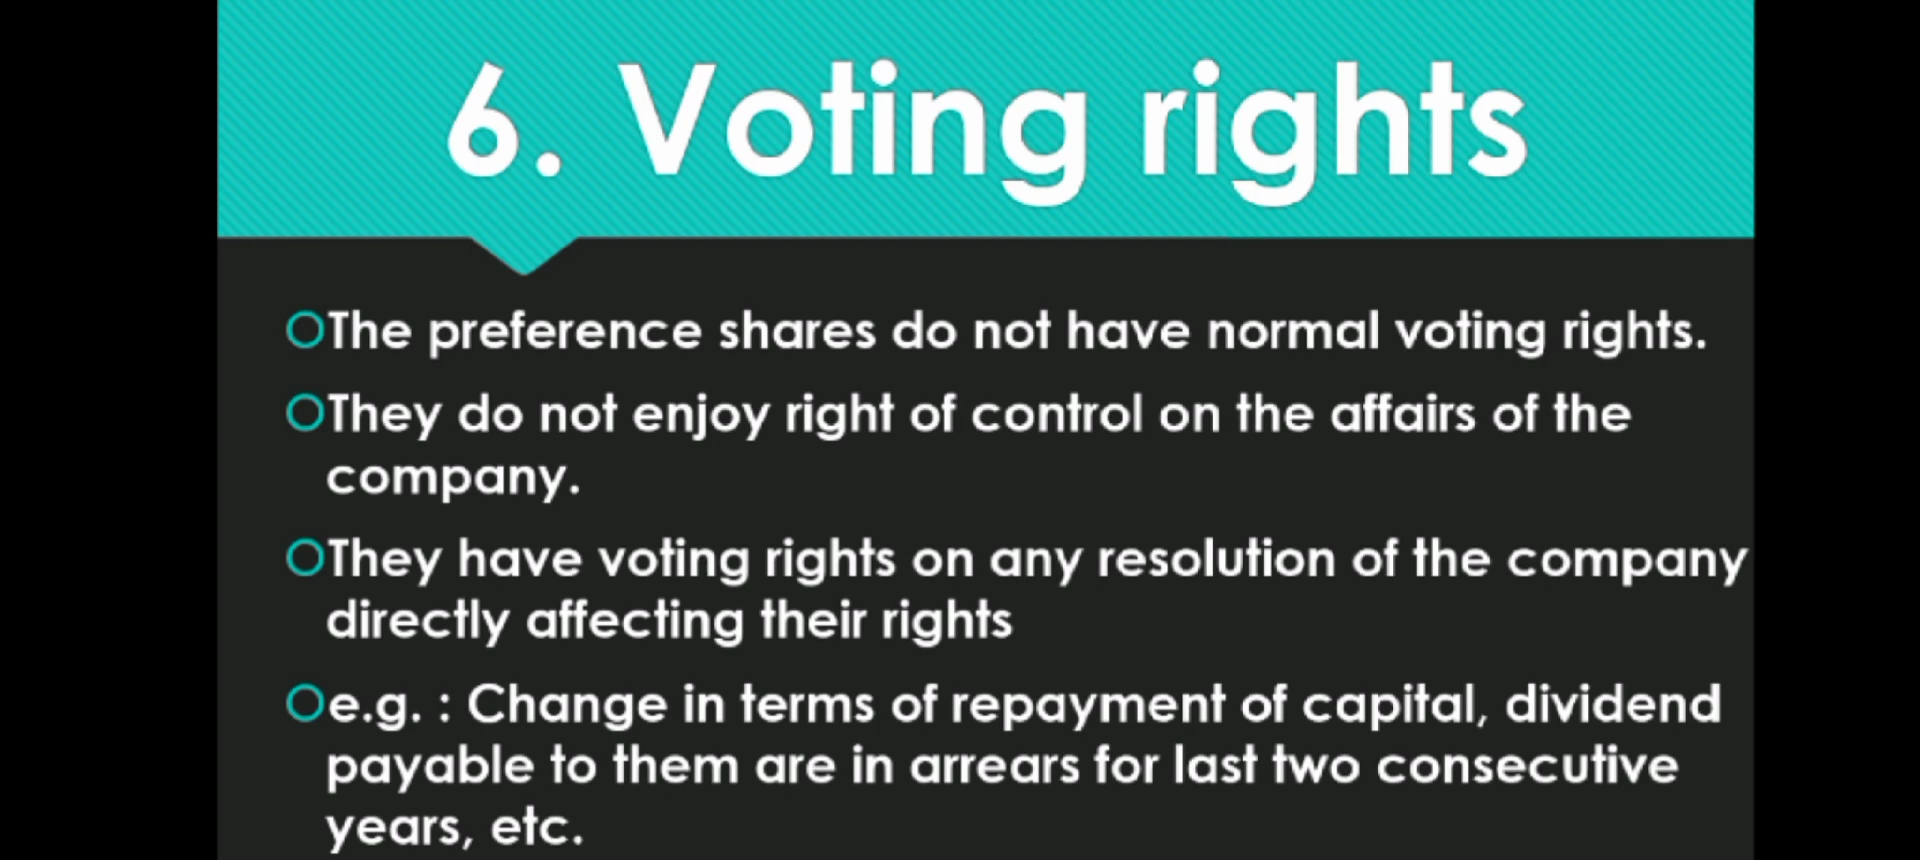 6. Voting rights
The preference shares do not have normal voting rights.
They do not enjoy right of control on the affairs of the
company.
They have voting rights on any resolution of the company
directly affecting their rights
e.g. : Change in terms of repayment of capital, dividend
payable to them are in arrears for last two consecutive
years, etc.